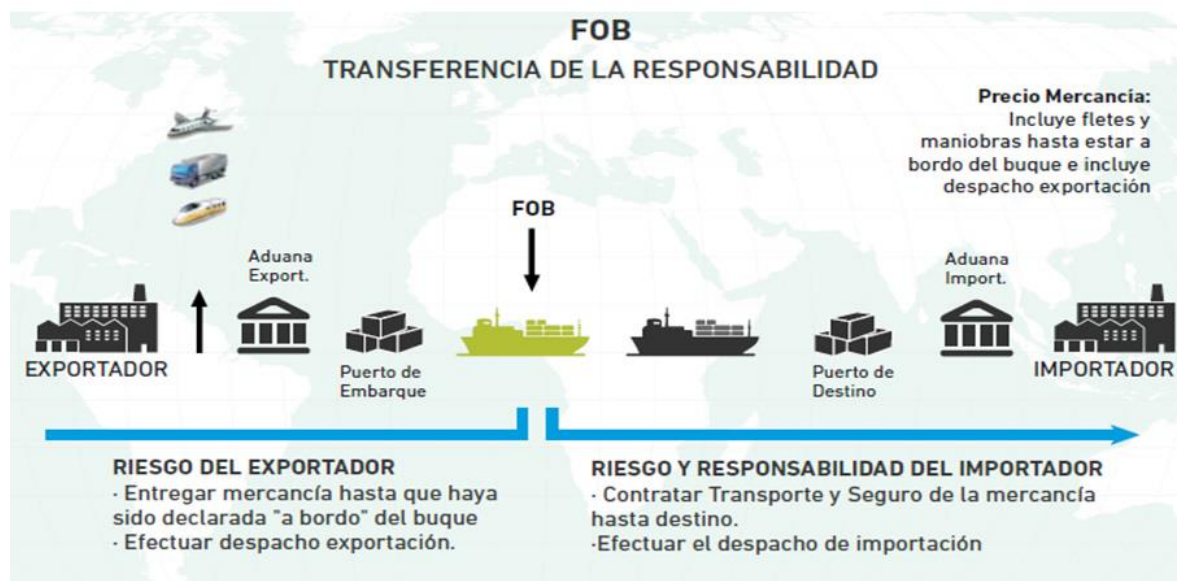 FOB
TRANSFERENCIA DE LA RESPONSABILIDAD
Precio Mercancía:
Incluye fletes y
maniobras hasta estar a
bordo del buque e incluye
despacho exportación
FOB
Aduana
Export.
Aduana
Import.
EXPORTADOR
Puerto de
Embarque
Puerto de
Destino
IMPORTADOR
RIESGO DEL EXPORTADOR
· Entregar mercancía hasta que haya
sido declarada "a bordo" del buque
· Efectuar despacho exportación.
RIESGO Y RESPONSABILIDAD DEL IMPORTADOR
· Contratar Transporte y Seguro de la mercancía
hasta destino.
·Efectuar el despacho de importación